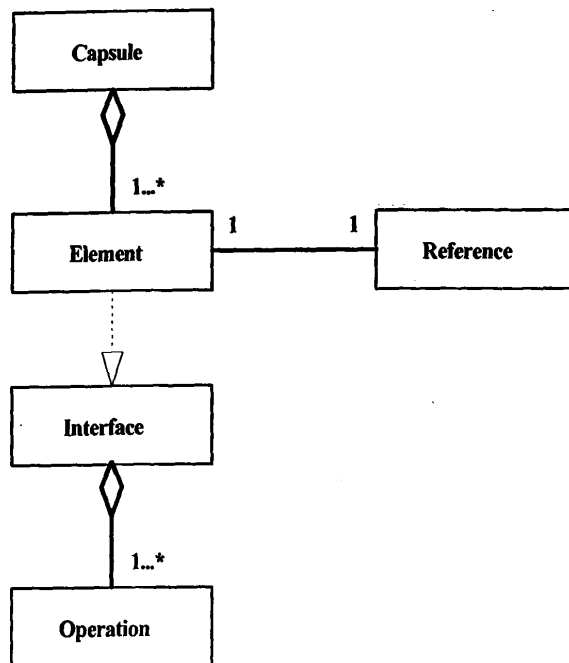 Capsule
1...*
Element
1
1
Reference
Interface
1...*
Operation